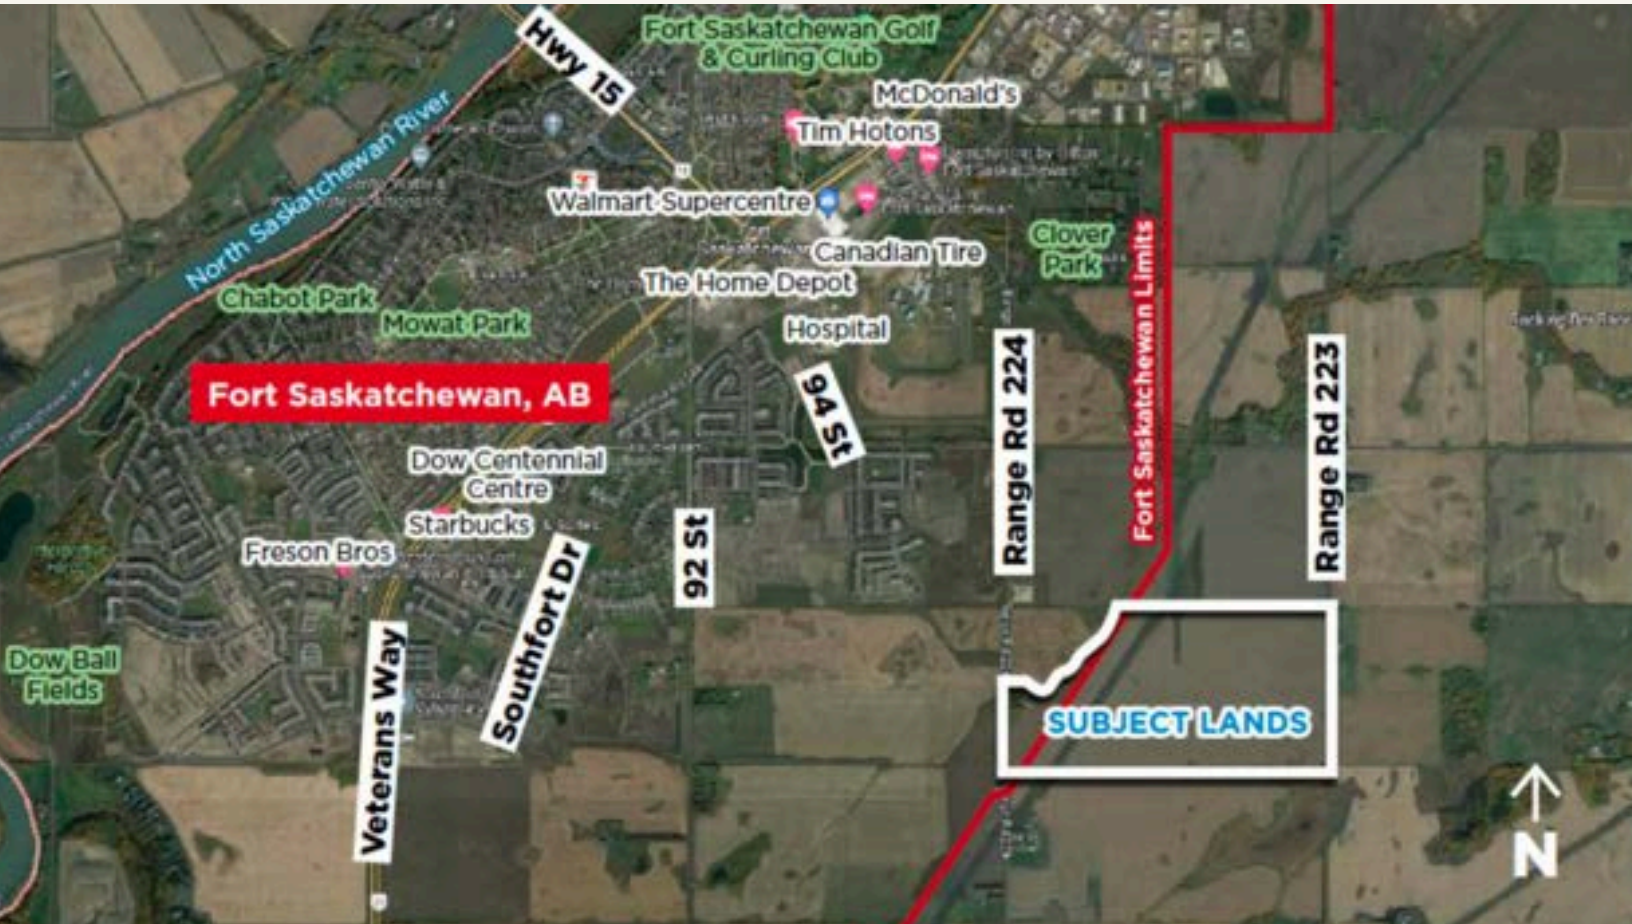 Fort Saskatchewan Golf
& Curling Club
Hwy 15
McDonald's
Tim Hotons
North Saskatchewan River
Walmart Supercentre
Canadian Tire
Clover
Park
The Home Depot
Chabot Park
Mowat Park
Hospital
Fort Saskatchewan Limits
Fort Saskatchewan, AB
94 St
Range Rd 224
Range Rd 223
Dow Centennial
Centre
Starbucks
Freson Bros
92 St
Southfort Dr
Veterans Way
Dow Ball
Fields
SUBJECT LANDS
N